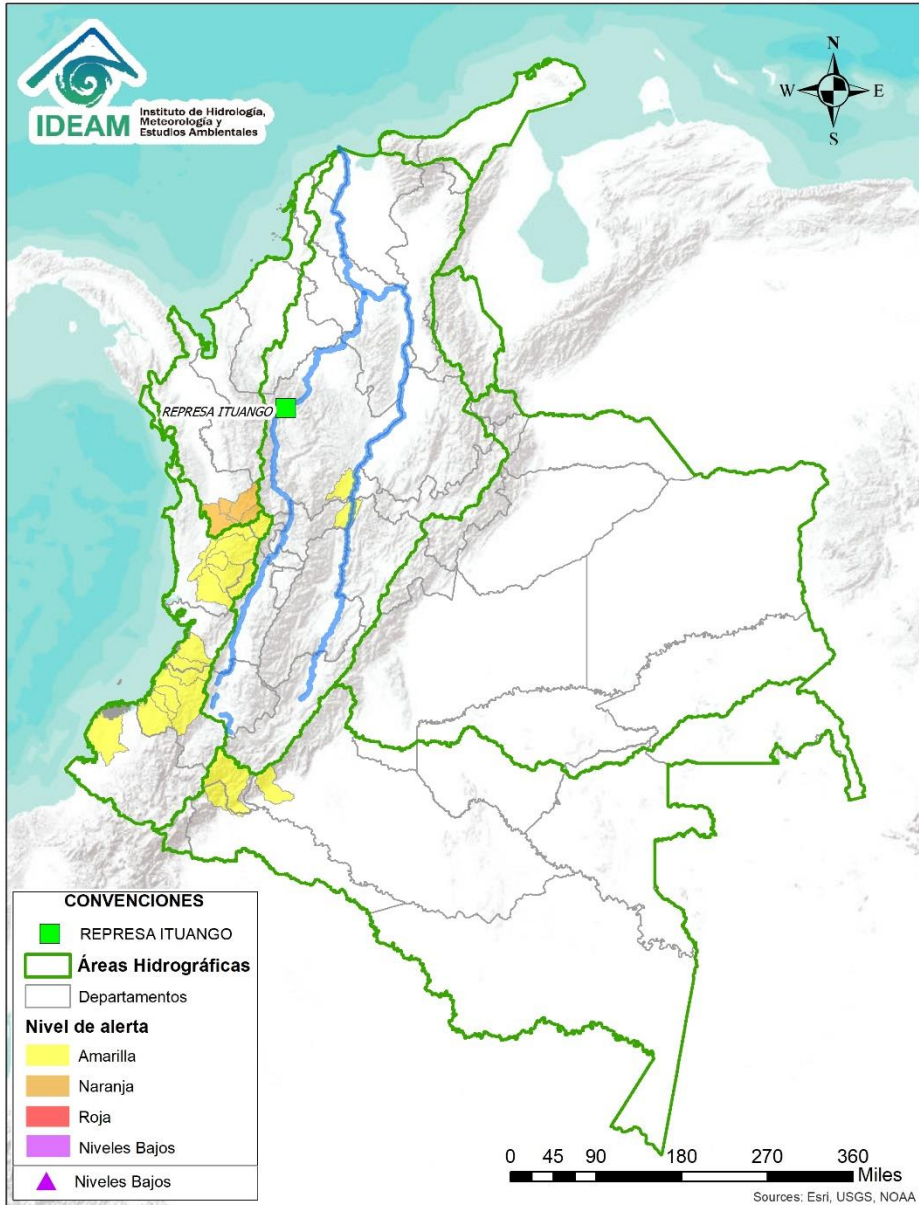 IDEAM
Instituto de Hidrología,
Meteorología y
Estudios Ambientales
N
W
E
S
REPRESA ITUANGO
CONVENCIONES
REPRESA ITUANGO
Áreas Hidrográficas
Departamentos
Nivel de alerta
Amarilla
Naranja
Roja
Niveles Bajos
Niveles Bajos
0 45 90 180 270 360
Miles
Sources: Esri, USGS, NOAA